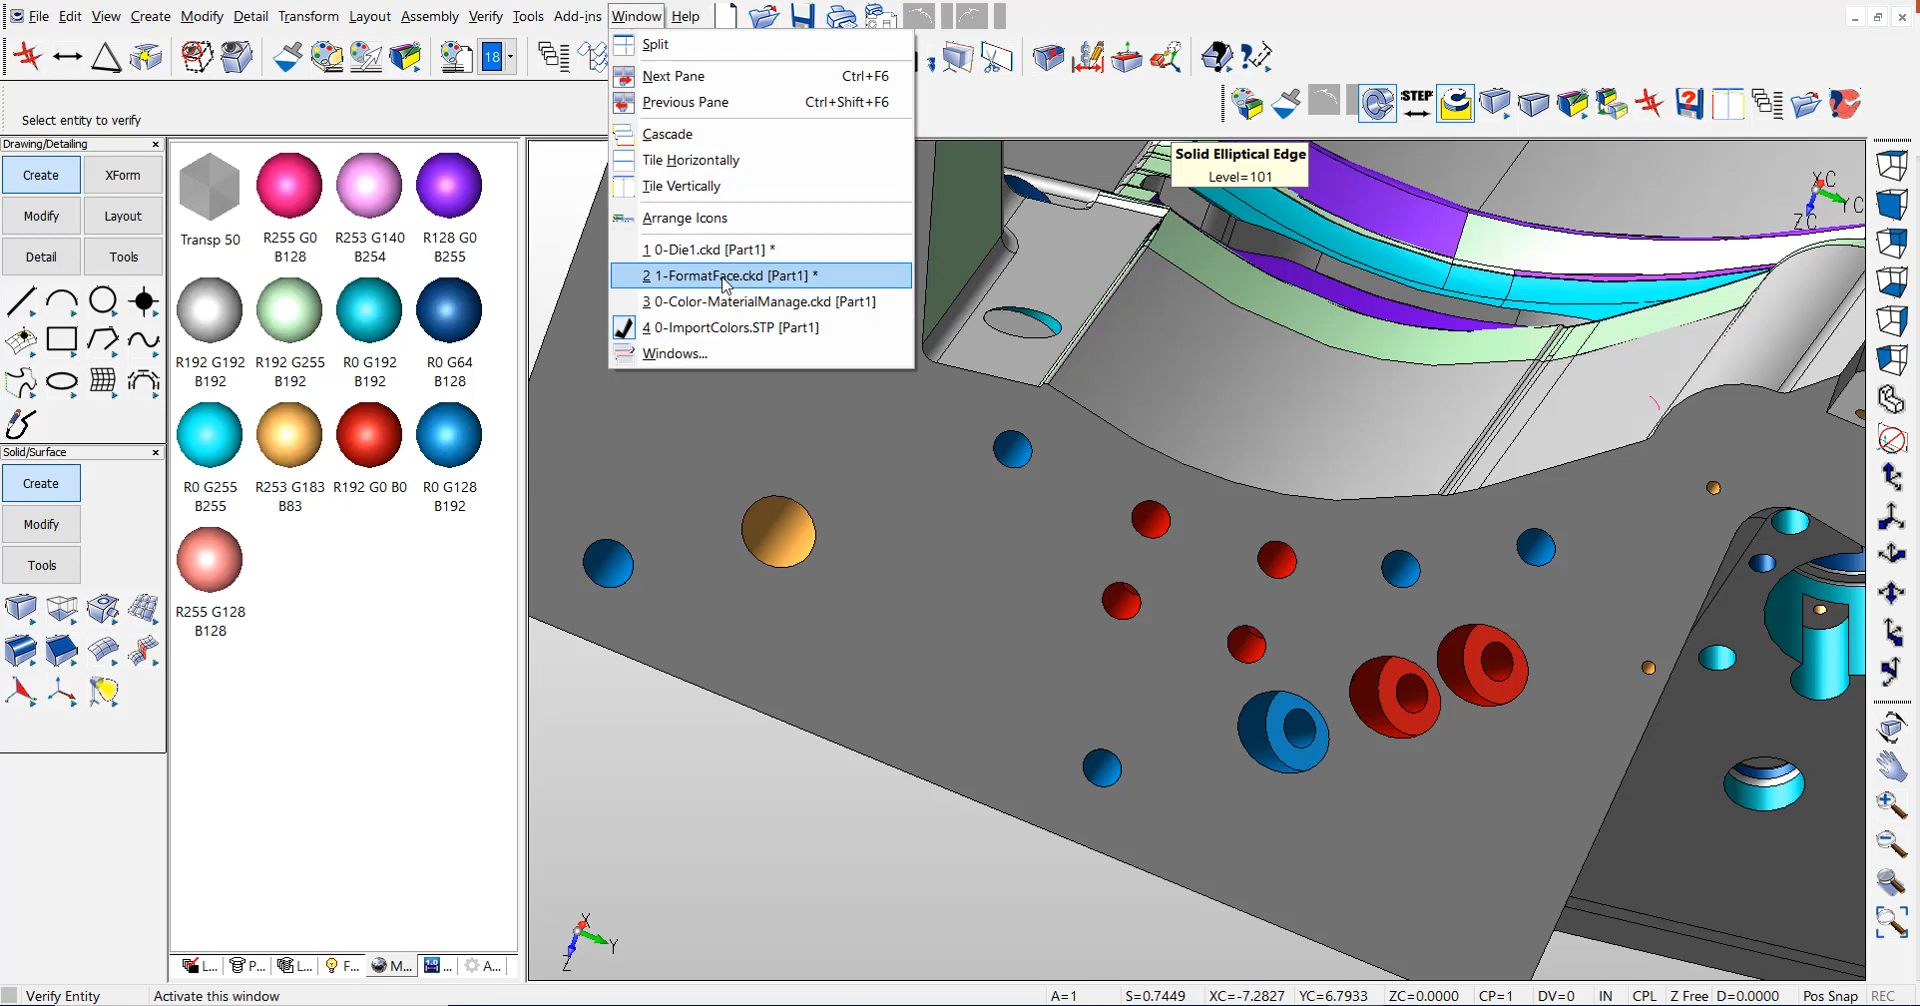 File Edit View Create Modify Detail Transform Layout Assembly Verify Tools Add-ins Window Help
18
STEP
Select entity to verify
Split
Next Pane Ctrl+F6
Previous Pane Ctrl+Shift+F6
Cascade
Tile Horizontally
Tile Vertically
Arrange Icons
1 0-Die1.ckd [Part1] *
2 1-FormatFace.ckd [Part1] *
3 0-Color-MaterialManage.ckd [Part1]
4 0-ImportColors.STP [Part1]
Windows...
Drawing/Detailing
Create XForm
Modify Layout
Detail Tools
Solid/Surface
Create
Modify
Tools
Transp 50
R255 G0
B128
R253 G140
B254
R128 G0
B255
R192 G192
B192
R192 G255
B192
R0 G192
B192
R0 G64
B128
R0 G255
B255
R253 G183
B83
R192 G0 B0
R0 G128
B192
R255 G128
B128
L... P... L... F... M... 1.0 ... A...
Solid Elliptical Edge
Level=101
XC
YC
ZC
X
Y
Z
Verify Entity Activate this window A=1 S=0.7449 XC=-7.2827 YC=6.7933 ZC=0.0000 CP=1 DV=0 IN CPL Z Free D=0.0000 Pos Snap REC